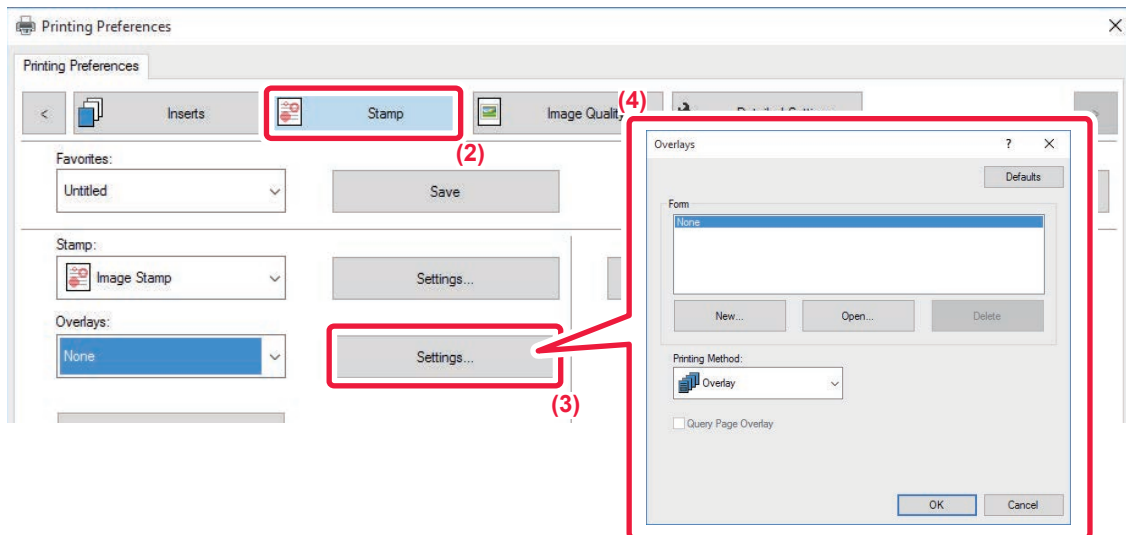 Printing Preferences
Printing Preferences
Inserts
Stamp
Image Quality
(4)
(2)
Favorites:
Untitled
Save
Stamp:
Image Stamp
Settings...
Overlays:
None
Settings...
(3)
Overlays
?
Defaults
Form
None
New...
Open...
Delete
Printing Method:
Overlay
Query Page Overlay
OK
Cancel